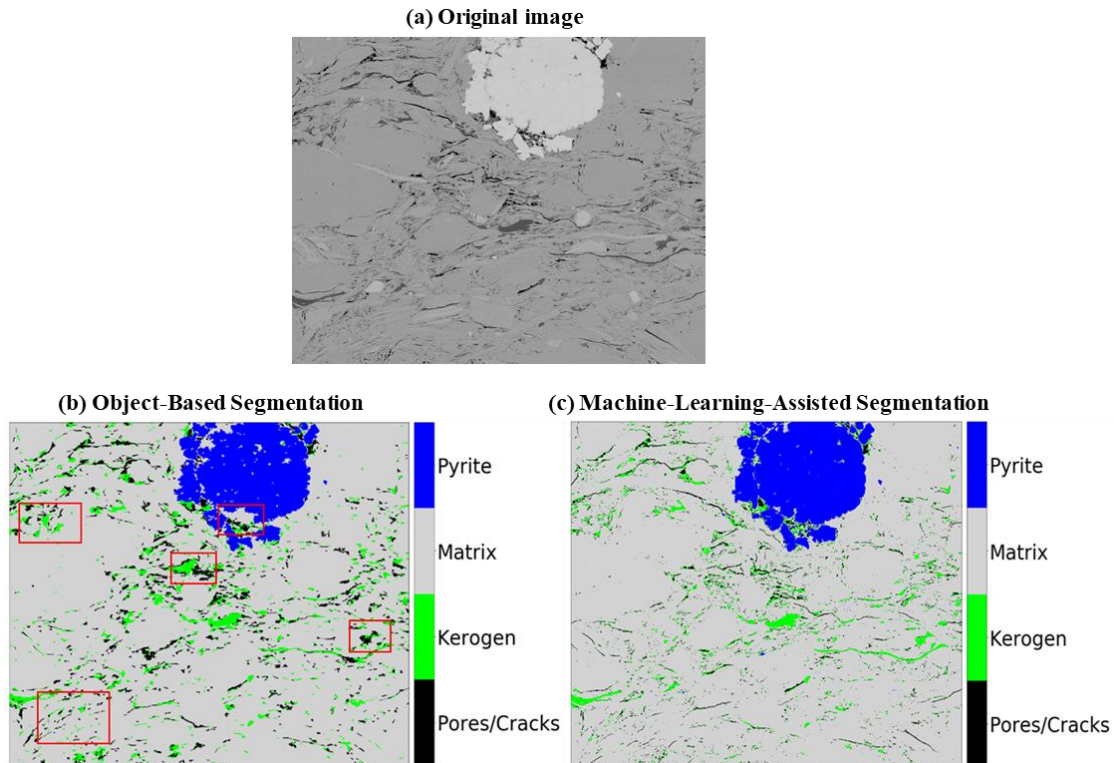 (a) Original image
(b) Object-Based Segmentation
(c) Machine-Learning-Assisted Segmentation
Pyrite
Matrix
Kerogen
Pores/Cracks
Pyrite
Matrix
Kerogen
Pores/Cracks